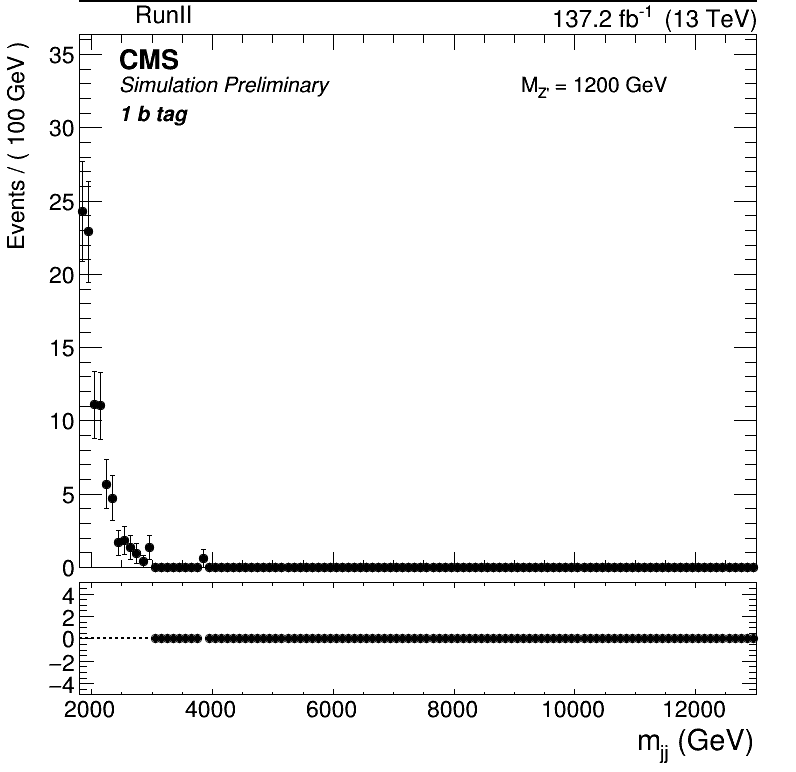 RunII 137.2 fb-1 (13 TeV)
CMS
Simulation Preliminary
MZ' = 1200 GeV
1 b tag
Events / ( 100 GeV )
35
30
25
20
15
10
5
0
4
2
0
−2
−4
2000 4000 6000 8000 10000 12000
mjj (GeV)